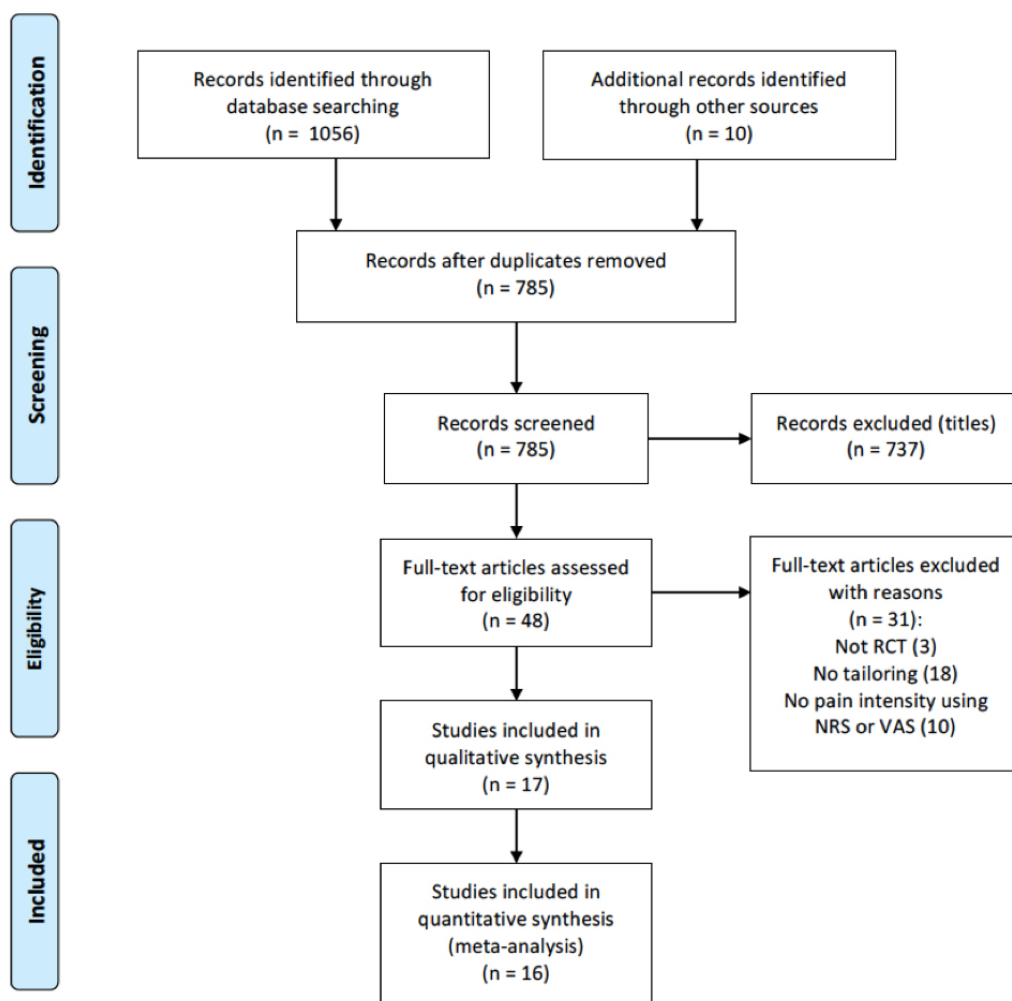 Identification
Records identified through
database searching
(n =  1056)
Additional records identified
through other sources
(n = 10)
Records after duplicates removed
(n = 785)
Screening
Records screened
(n = 785)
Records excluded (titles)
(n = 737)
Eligibility
Full-text articles assessed
for eligibility
(n = 48)
Full-text articles excluded
with reasons
(n = 31):
Not RCT (3)
No tailoring (18)
No pain intensity using
NRS or VAS (10)
Studies included in
qualitative synthesis
(n = 17)
Included
Studies included in
quantitative synthesis
(meta-analysis)
(n = 16)